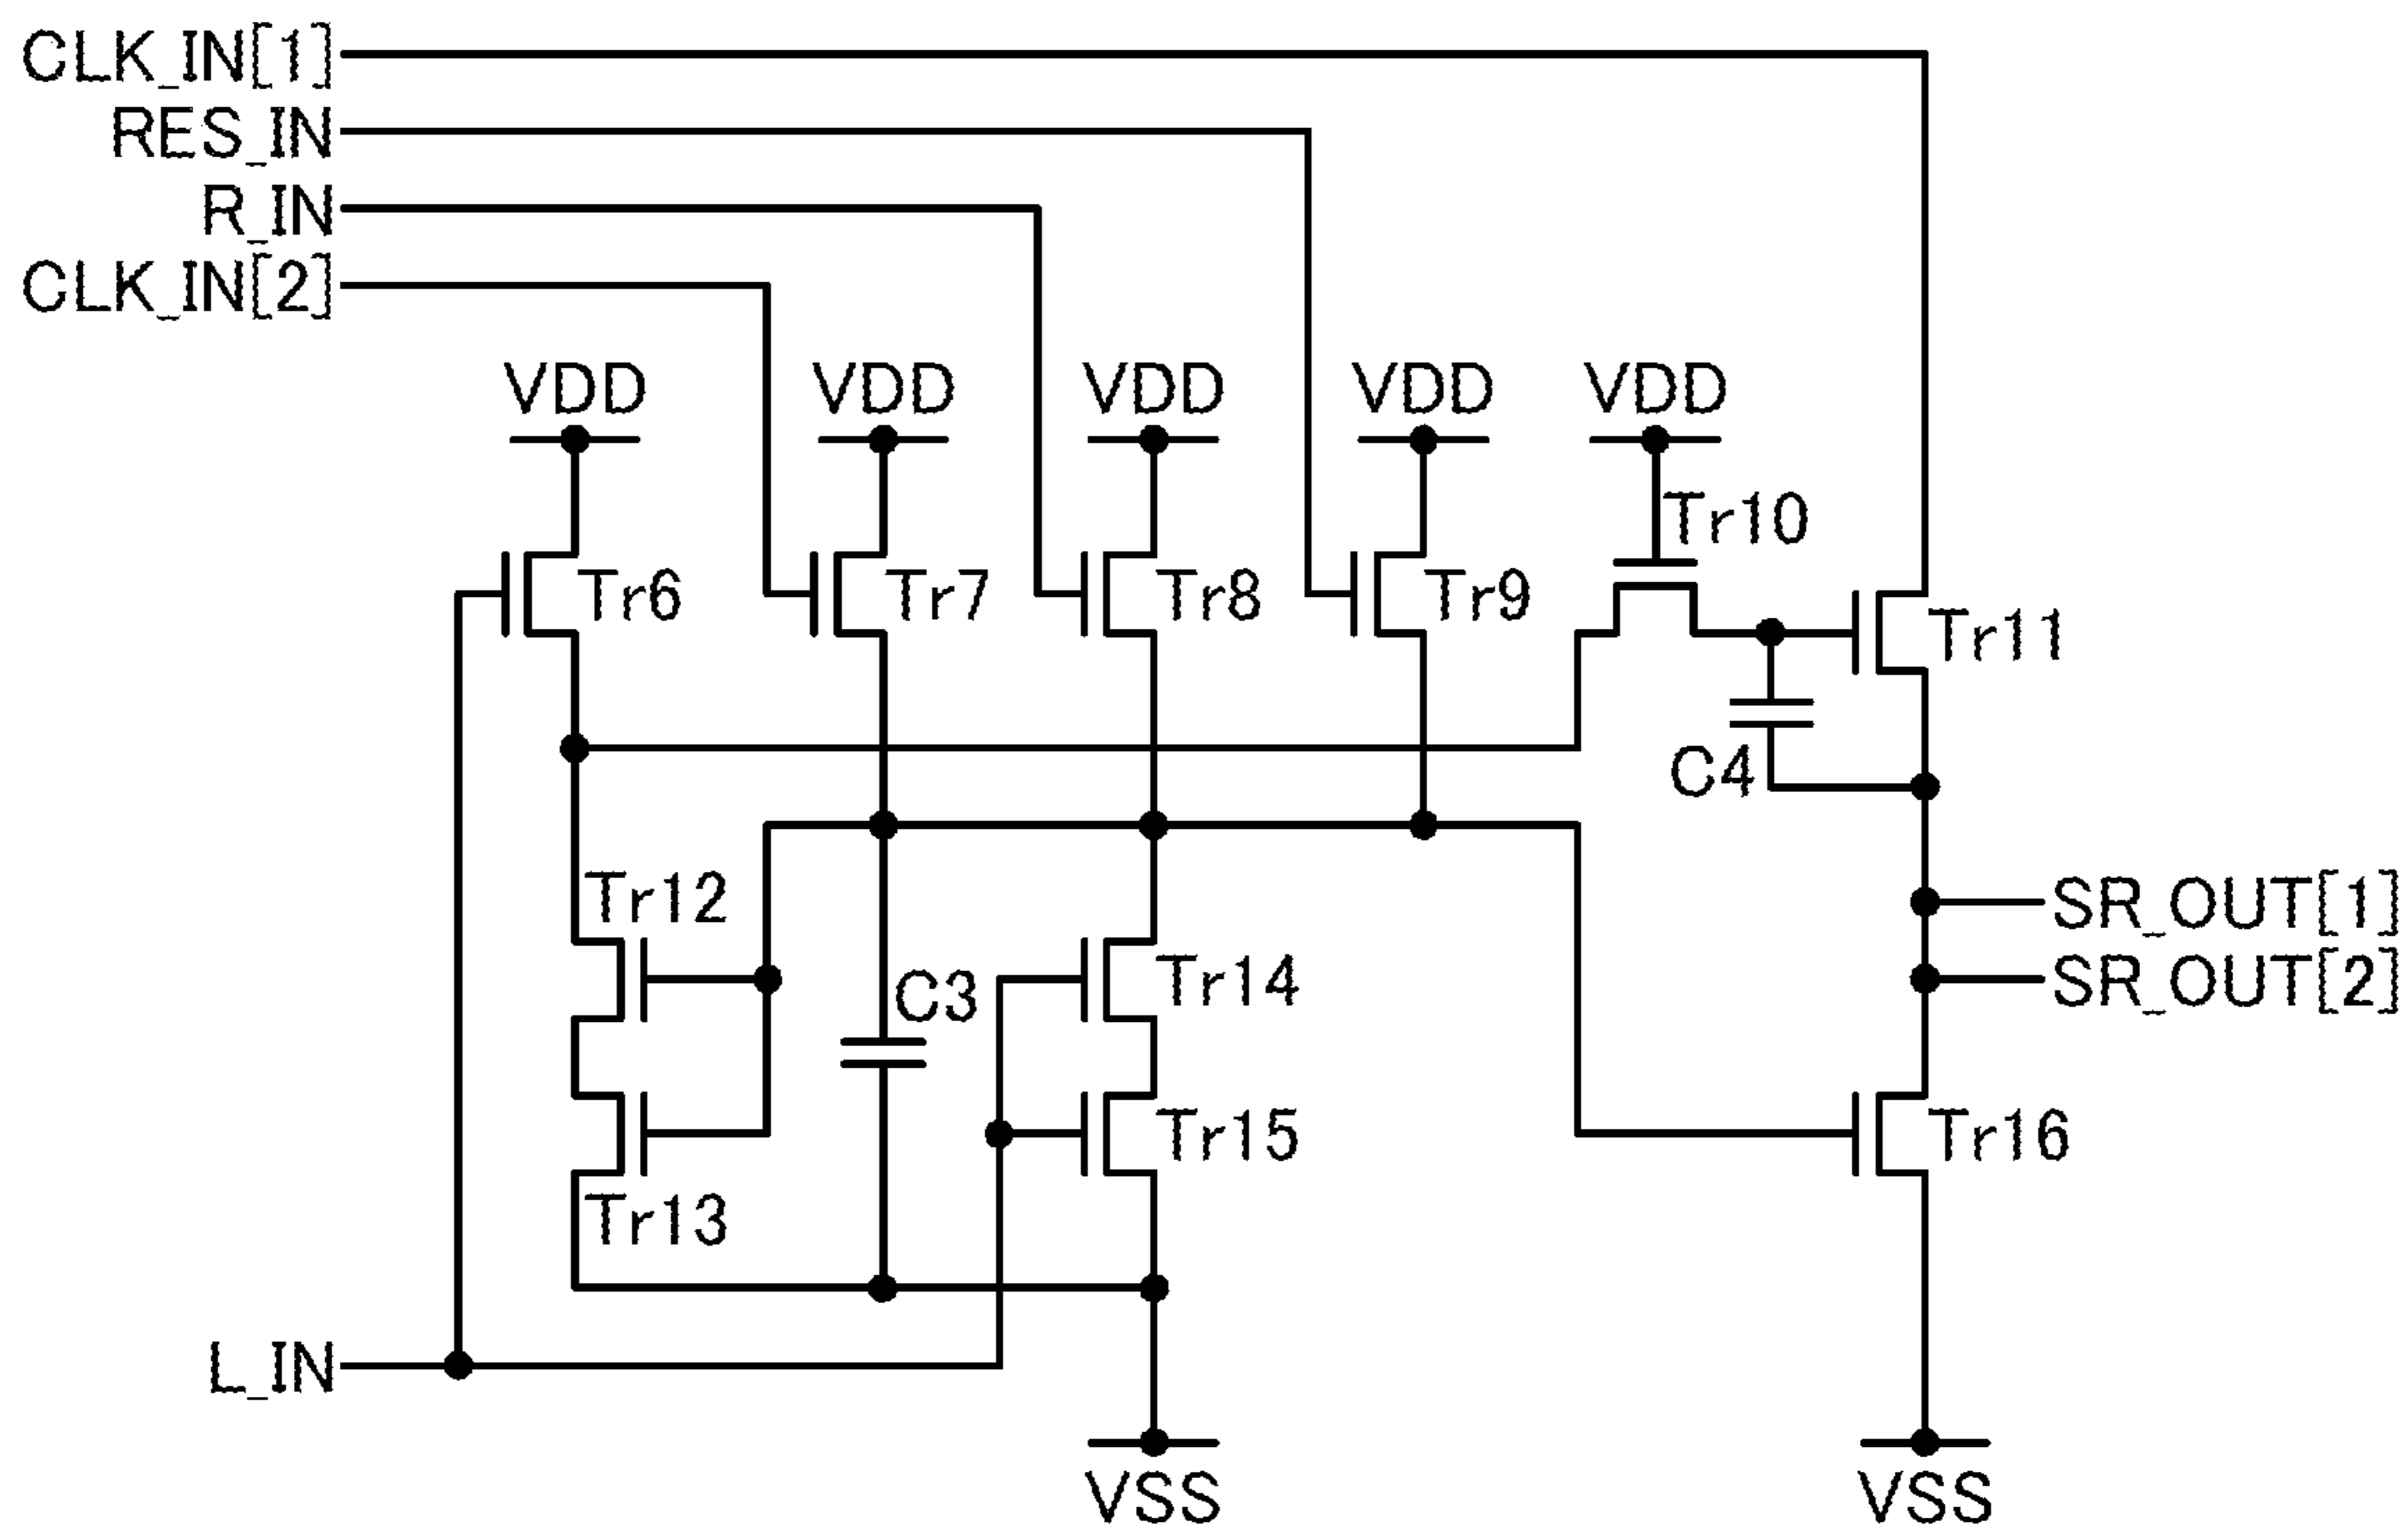 CLK_IN[1]
RES_IN
R_IN
CLK_IN[2]
VDD VDD VDD VDD VDD
Tr10
Tr6 Tr7 Tr8 Tr9 Tr11
C4
Tr12
SR_OUT[1]
C3 Tr14 SR_OUT[2]
Tr15 Tr16
Tr13
L_IN
VSS VSS